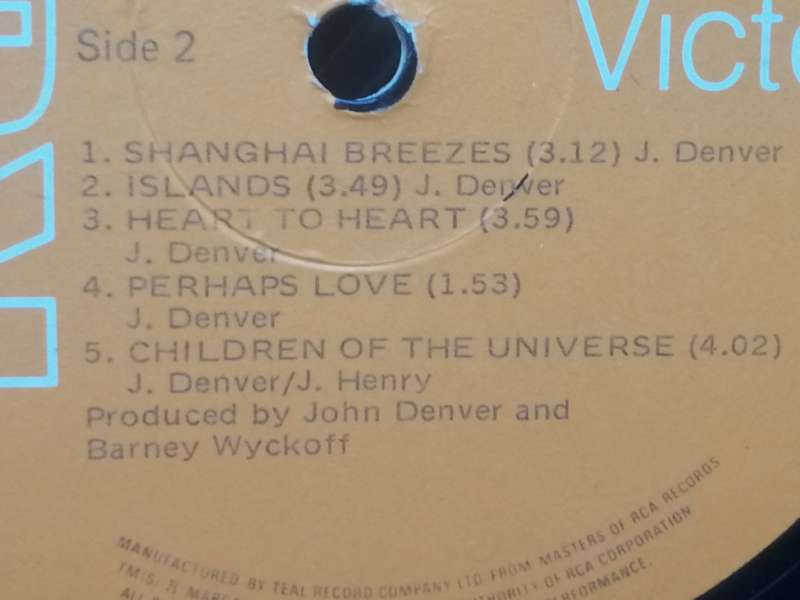 Side 2
Victo
1. SHANGHAI BREEZES (3.12) J. Denver
2. ISLANDS (3.49) J. Denver
3. HEART TO HEART (3.59)
J. Denver
4. PERHAPS LOVE (1.53)
J. Denver
5. CHILDREN OF THE UNIVERSE (4.02)
J. Denver/J. Henry
Produced by John Denver and
Barney Wyckoff
MANUFACTURED BY TEAL RECORD COMPANY LTD FROM MASTERS OF RCA RECORDS
OF RCA CORPORATION
PERFORMANCE.